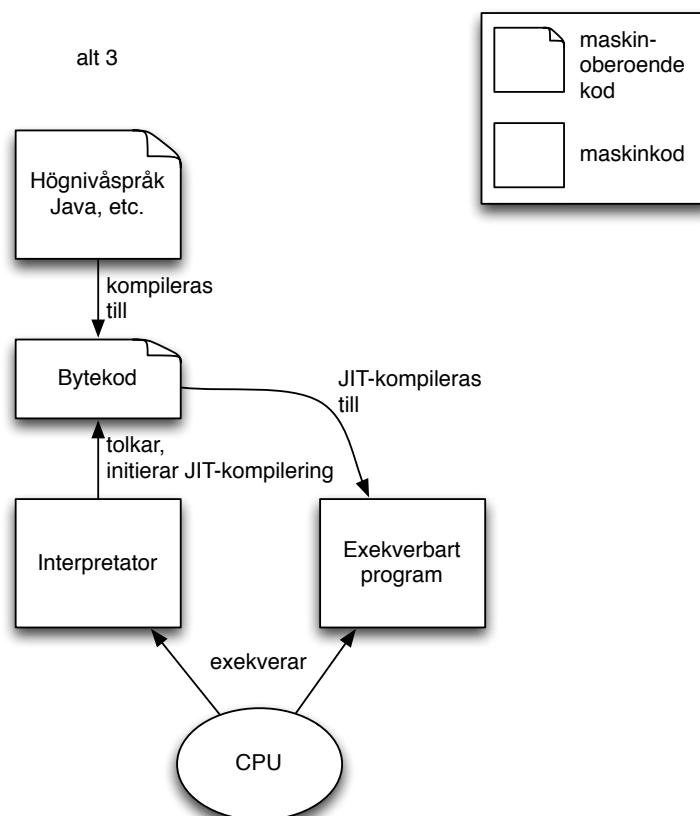 alt 3
maskin-
oberoende
kod
maskinkod
Högnivåspråk
Java, etc.
kompileras
till
Bytekod
JIT-kompileras
till
tolkar,
initierar JIT-kompilering
Interpretator
Exekverbart
program
exekverar
CPU